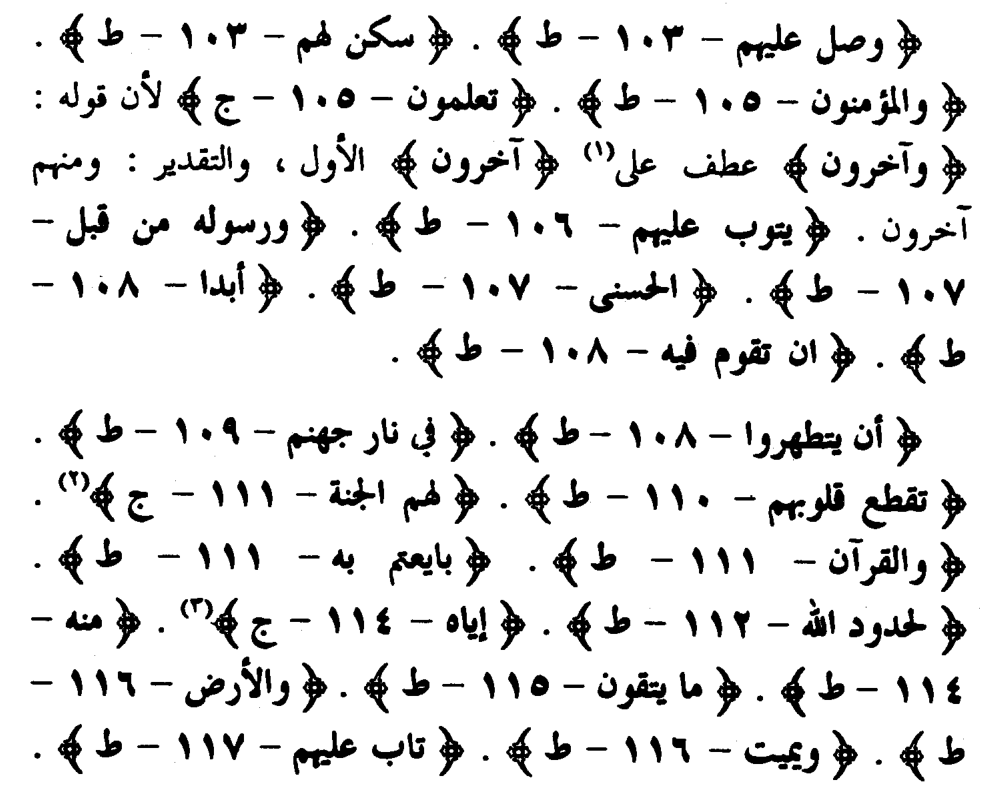 ﴿ وصل عليهم – ١٠٣ – ط ﴾ . ﴿ سكن لهم – ١٠٣ – ط ﴾ .
﴿ والمؤمنون – ١٠٥ – ط ﴾ . ﴿ تعلمون – ١٠٥ – ج ﴾ لأن قوله :
﴿ وآخرون ﴾ عطف على(١) ﴿ آخرون ﴾ الأول ، والتقدير : ومنهم
آخرون . ﴿ يتوب عليهم – ١٠٦ – ط ﴾ . ﴿ ورسوله من قبل –
١٠٧ – ط ﴾ . ﴿ الحسنى – ١٠٧ – ط ﴾ . ﴿ أبدا – ١٠٨ –
ط ﴾ . ﴿ ان تقوم فيه – ١٠٨ – ط ﴾ .
﴿ أن يتطهروا – ١٠٨ – ط ﴾ . ﴿ في نار جهنم – ١٠٩ – ط ﴾ .
﴿ تقطع قلوبهم – ١١٠ – ط ﴾ . ﴿ لهم الجنة – ١١١ – ج ﴾(٢) .
﴿ والقرآن – ١١١ – ط ﴾ . ﴿ بايعتم به – ١١١ – ط ﴾ .
﴿ لحدود الله – ١١٢ – ط ﴾ . ﴿ إياه – ١١٤ – ج ﴾(٣) . ﴿ منه –
١١٤ – ط ﴾ . ﴿ ما يتقون – ١١٥ – ط ﴾ . ﴿ والأرض – ١١٦ –
ط ﴾ . ﴿ ويميت – ١١٦ – ط ﴾ . ﴿ تاب عليهم – ١١٧ – ط ﴾ .